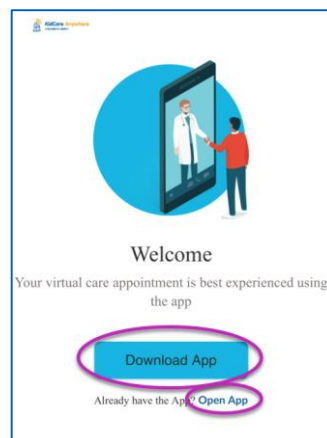 KidCare Anywhere
Welcome
Your virtual care appointment is best experienced using
the app
Download App
Already have the App? Open App